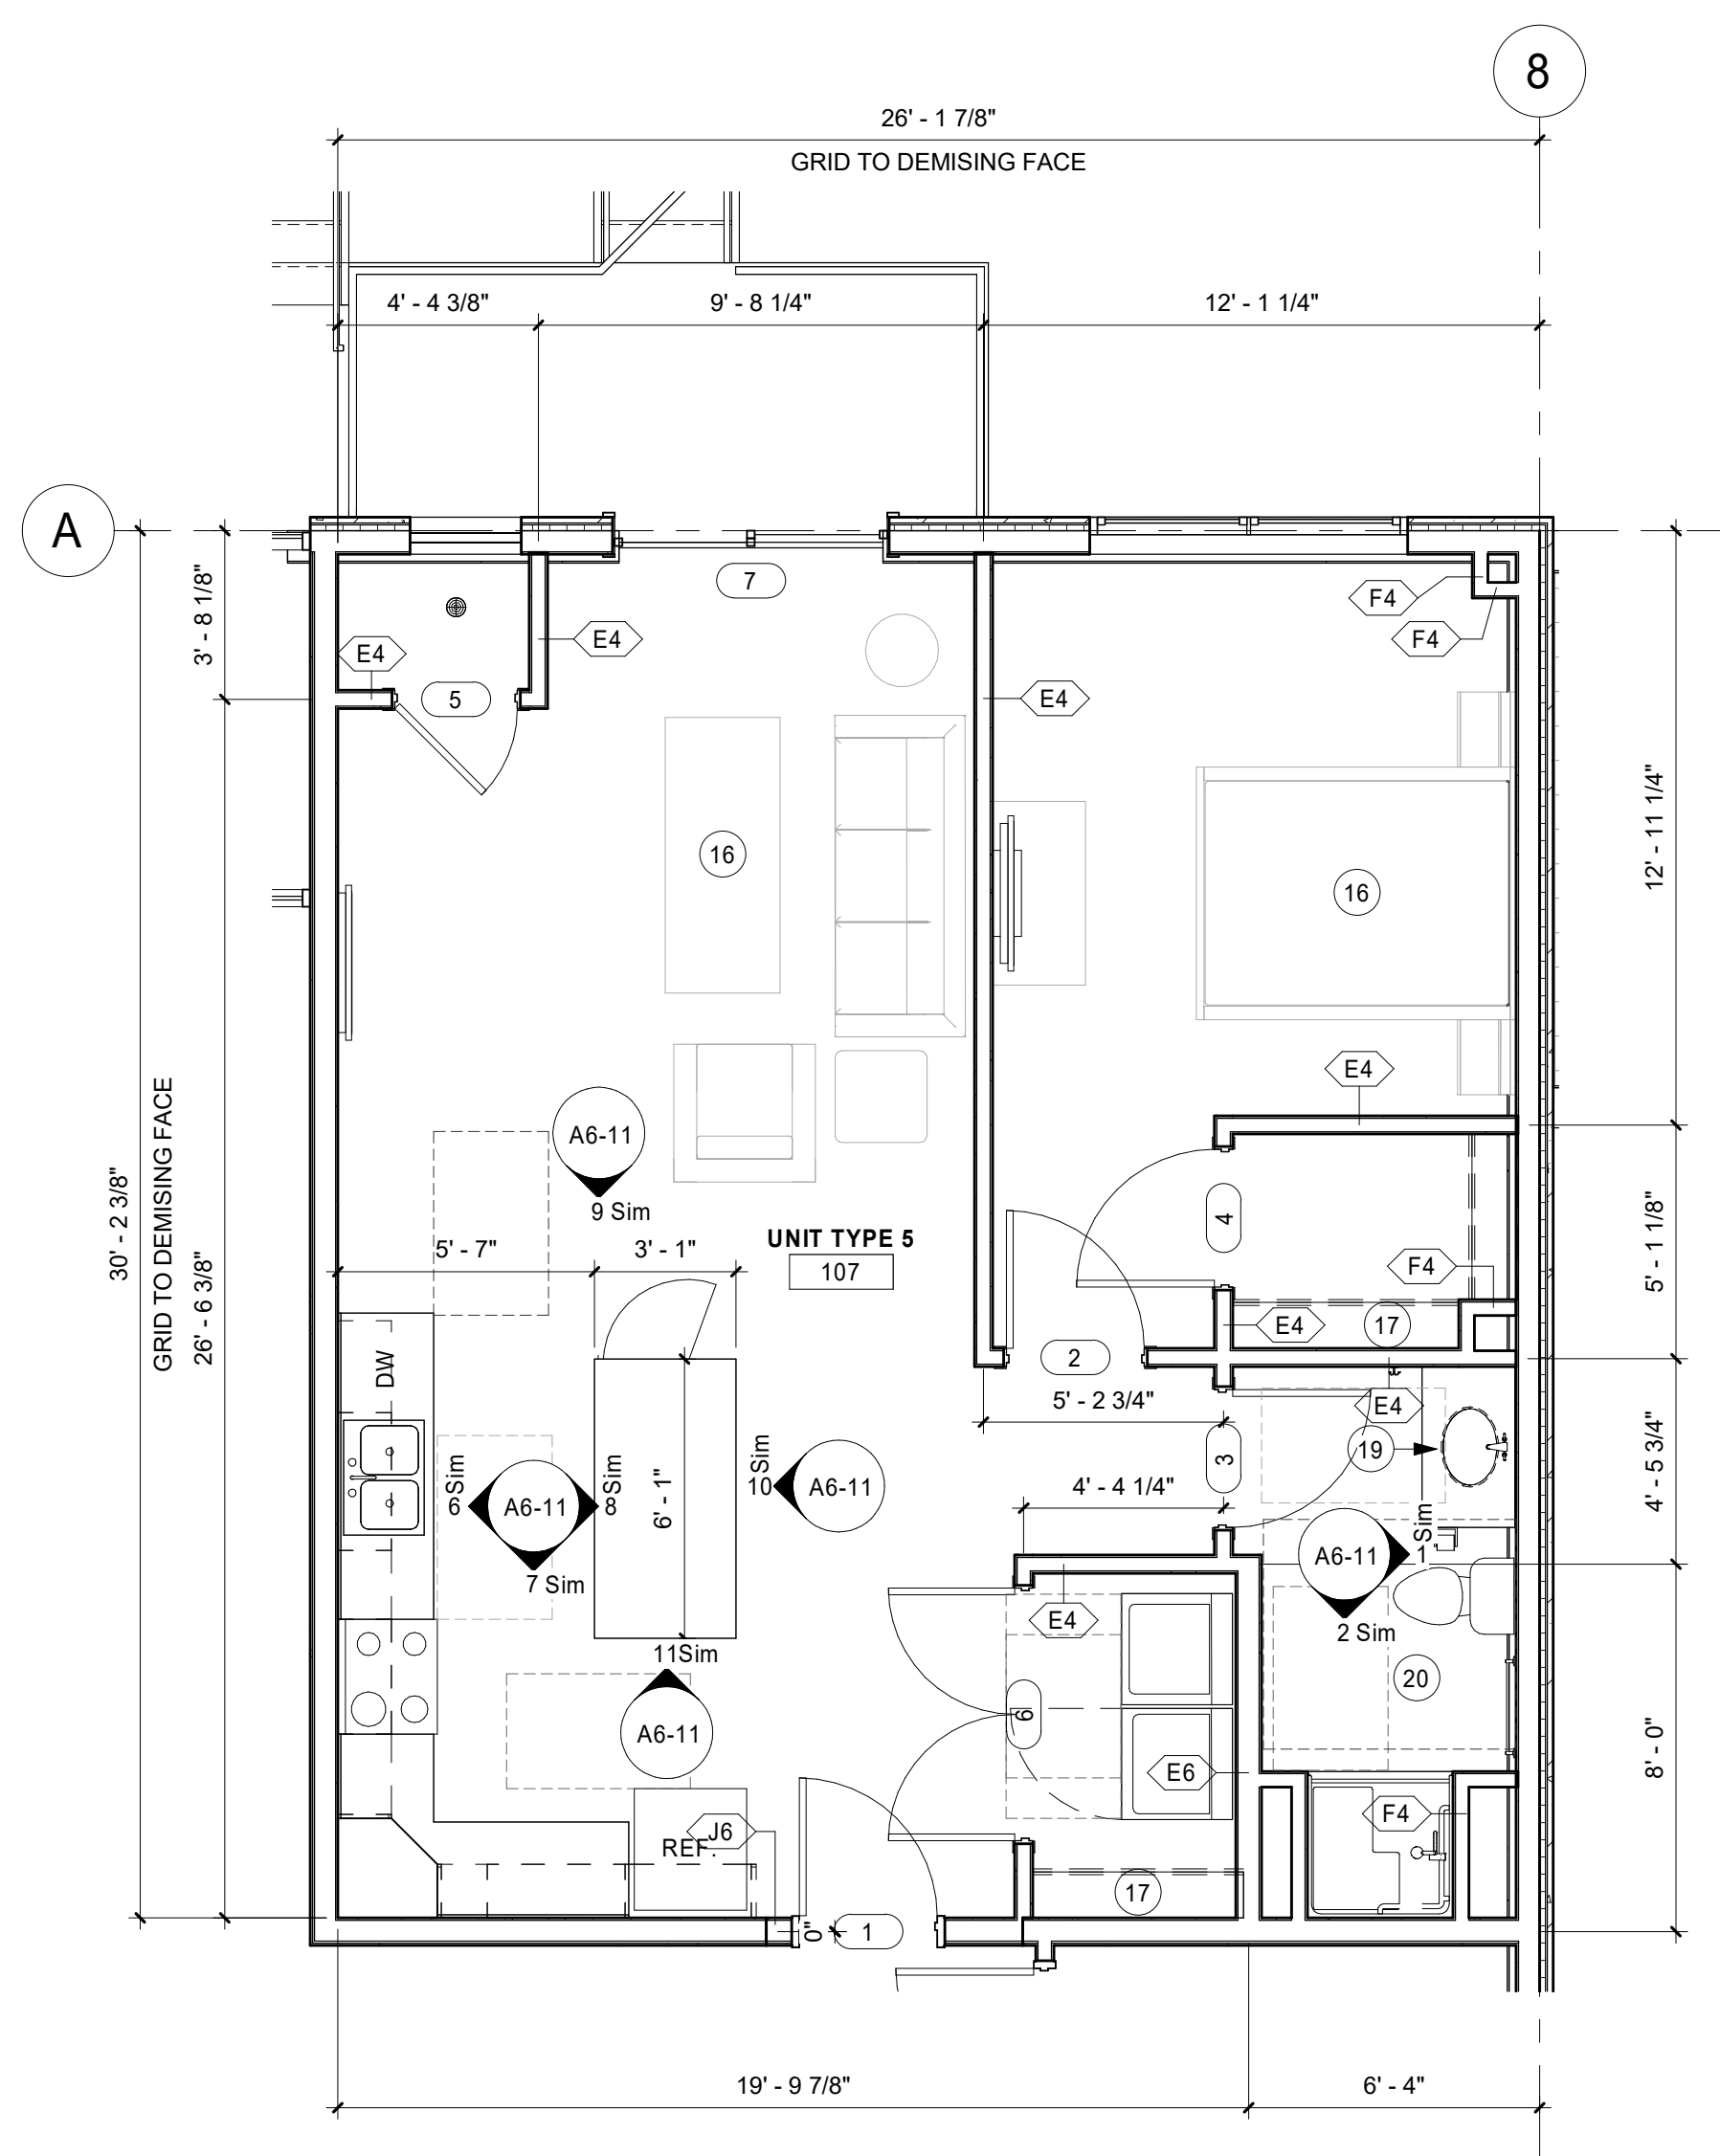 8
26' - 1 7/8"
GRID TO DEMISING FACE
4' - 4 3/8"
9' - 8 1/4"
12' - 1 1/4"
A
7
F4
F4
3' - 8 1/8"
E4
E4
5
E4
12' - 11 1/4"
16
16
E4
A6-11
9 Sim
30' - 2 3/8"
GRID TO DEMISING FACE
26' - 6 3/8"
5' - 7"
3' - 1"
UNIT TYPE 5
107
4
5' - 1 1/8"
F4
E4
17
DW
2
5' - 2 3/4"
E4
19
3
4' - 5 3/4"
6 Sim
A6-11
8 Sim
7 Sim
6' - 1"
10 Sim
A6-11
4' - 4 1/4"
A6-11
1 Sim
2 Sim
E4
11 Sim
A6-11
20
6
E6
8' - 0"
F4
J6
REF.
17
0"
1
19' - 9 7/8"
6' - 4"